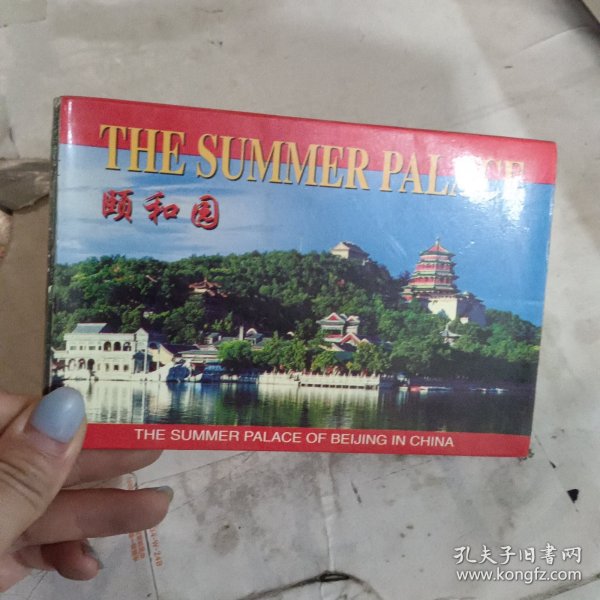 THE SUMMER PALACE
颐和园
THE SUMMER PALACE OF BEIJING IN CHINA
孔夫子旧书网
www.kongfz.com